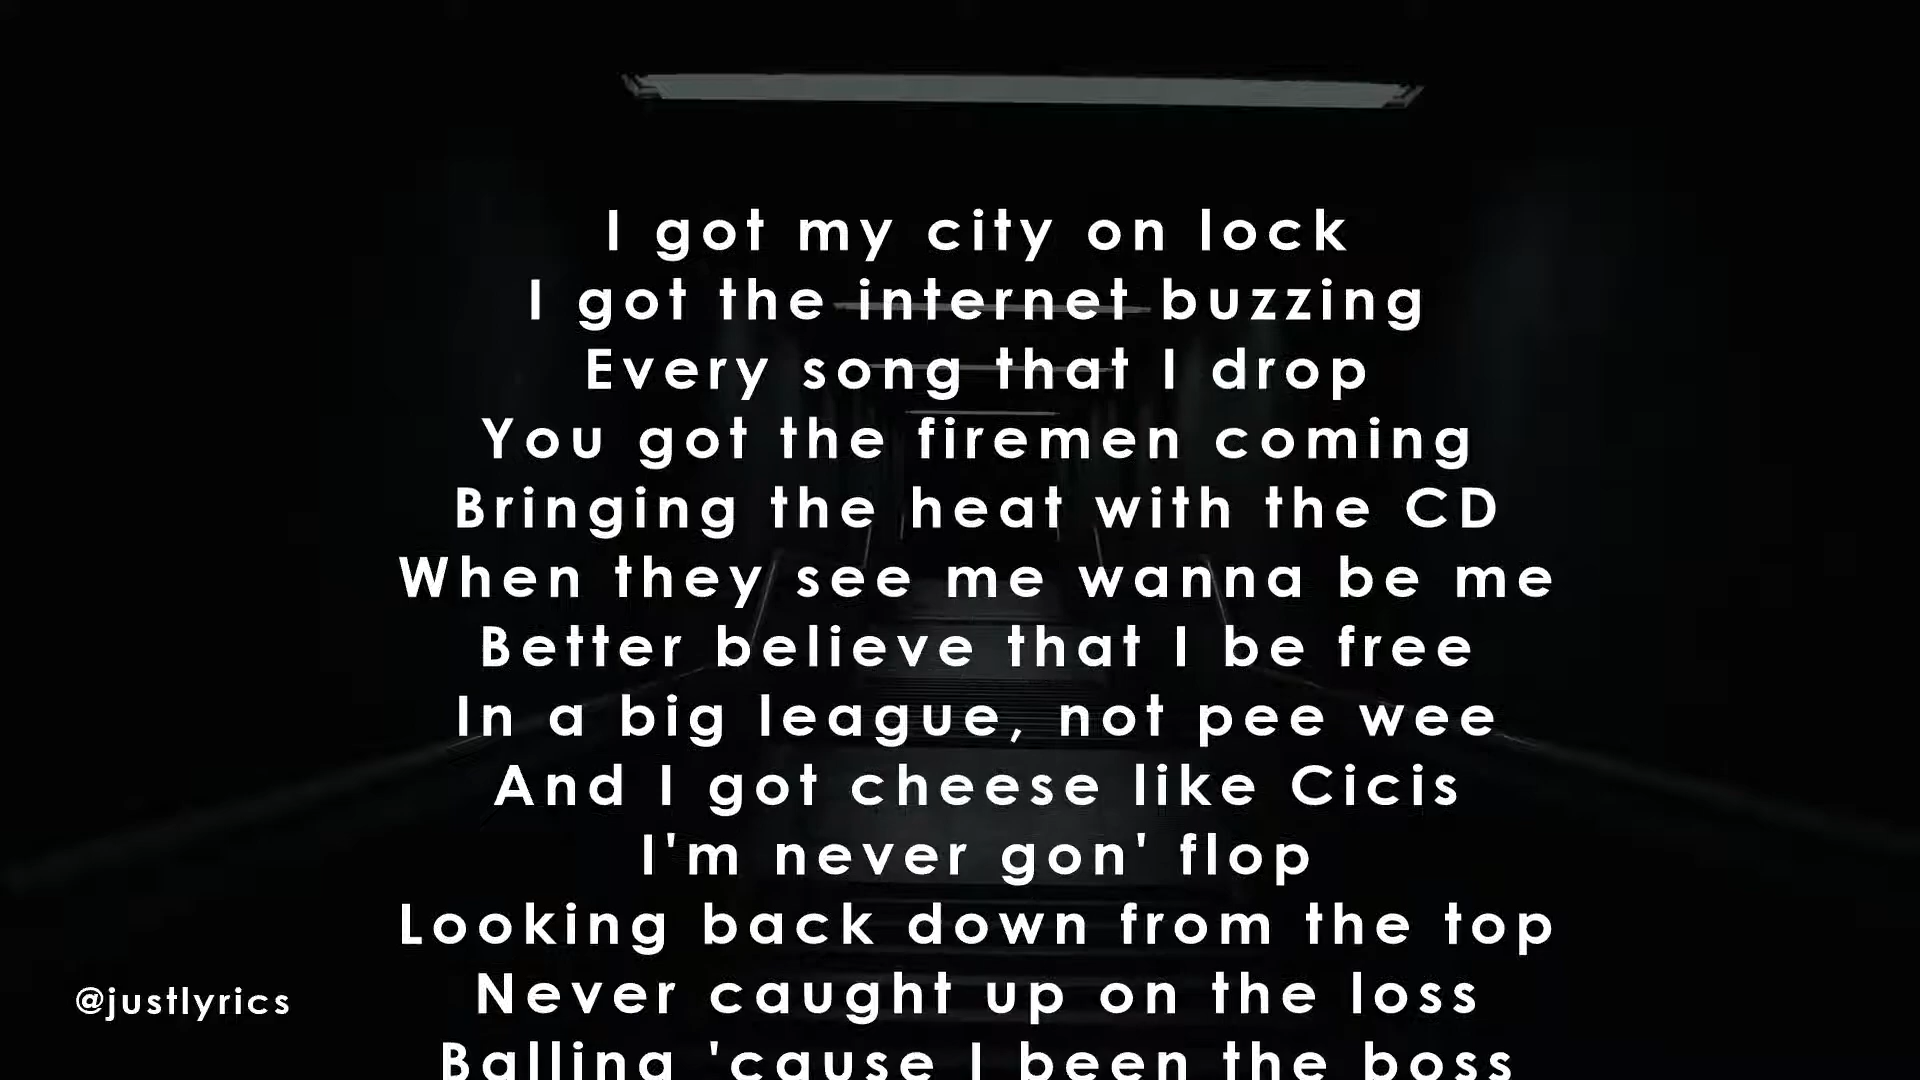 I got my city on lock
I got the internet buzzing
Every song that I drop
You got the firemen coming
Bringing the heat with the CD
When they see me wanna be me
Better believe that I be free
In a big league, not pee wee
And I got cheese like Cicis
I'm never gon' flop
Looking back down from the top
Never caught up on the loss
@justlyrics
Balling 'cause I been the boss